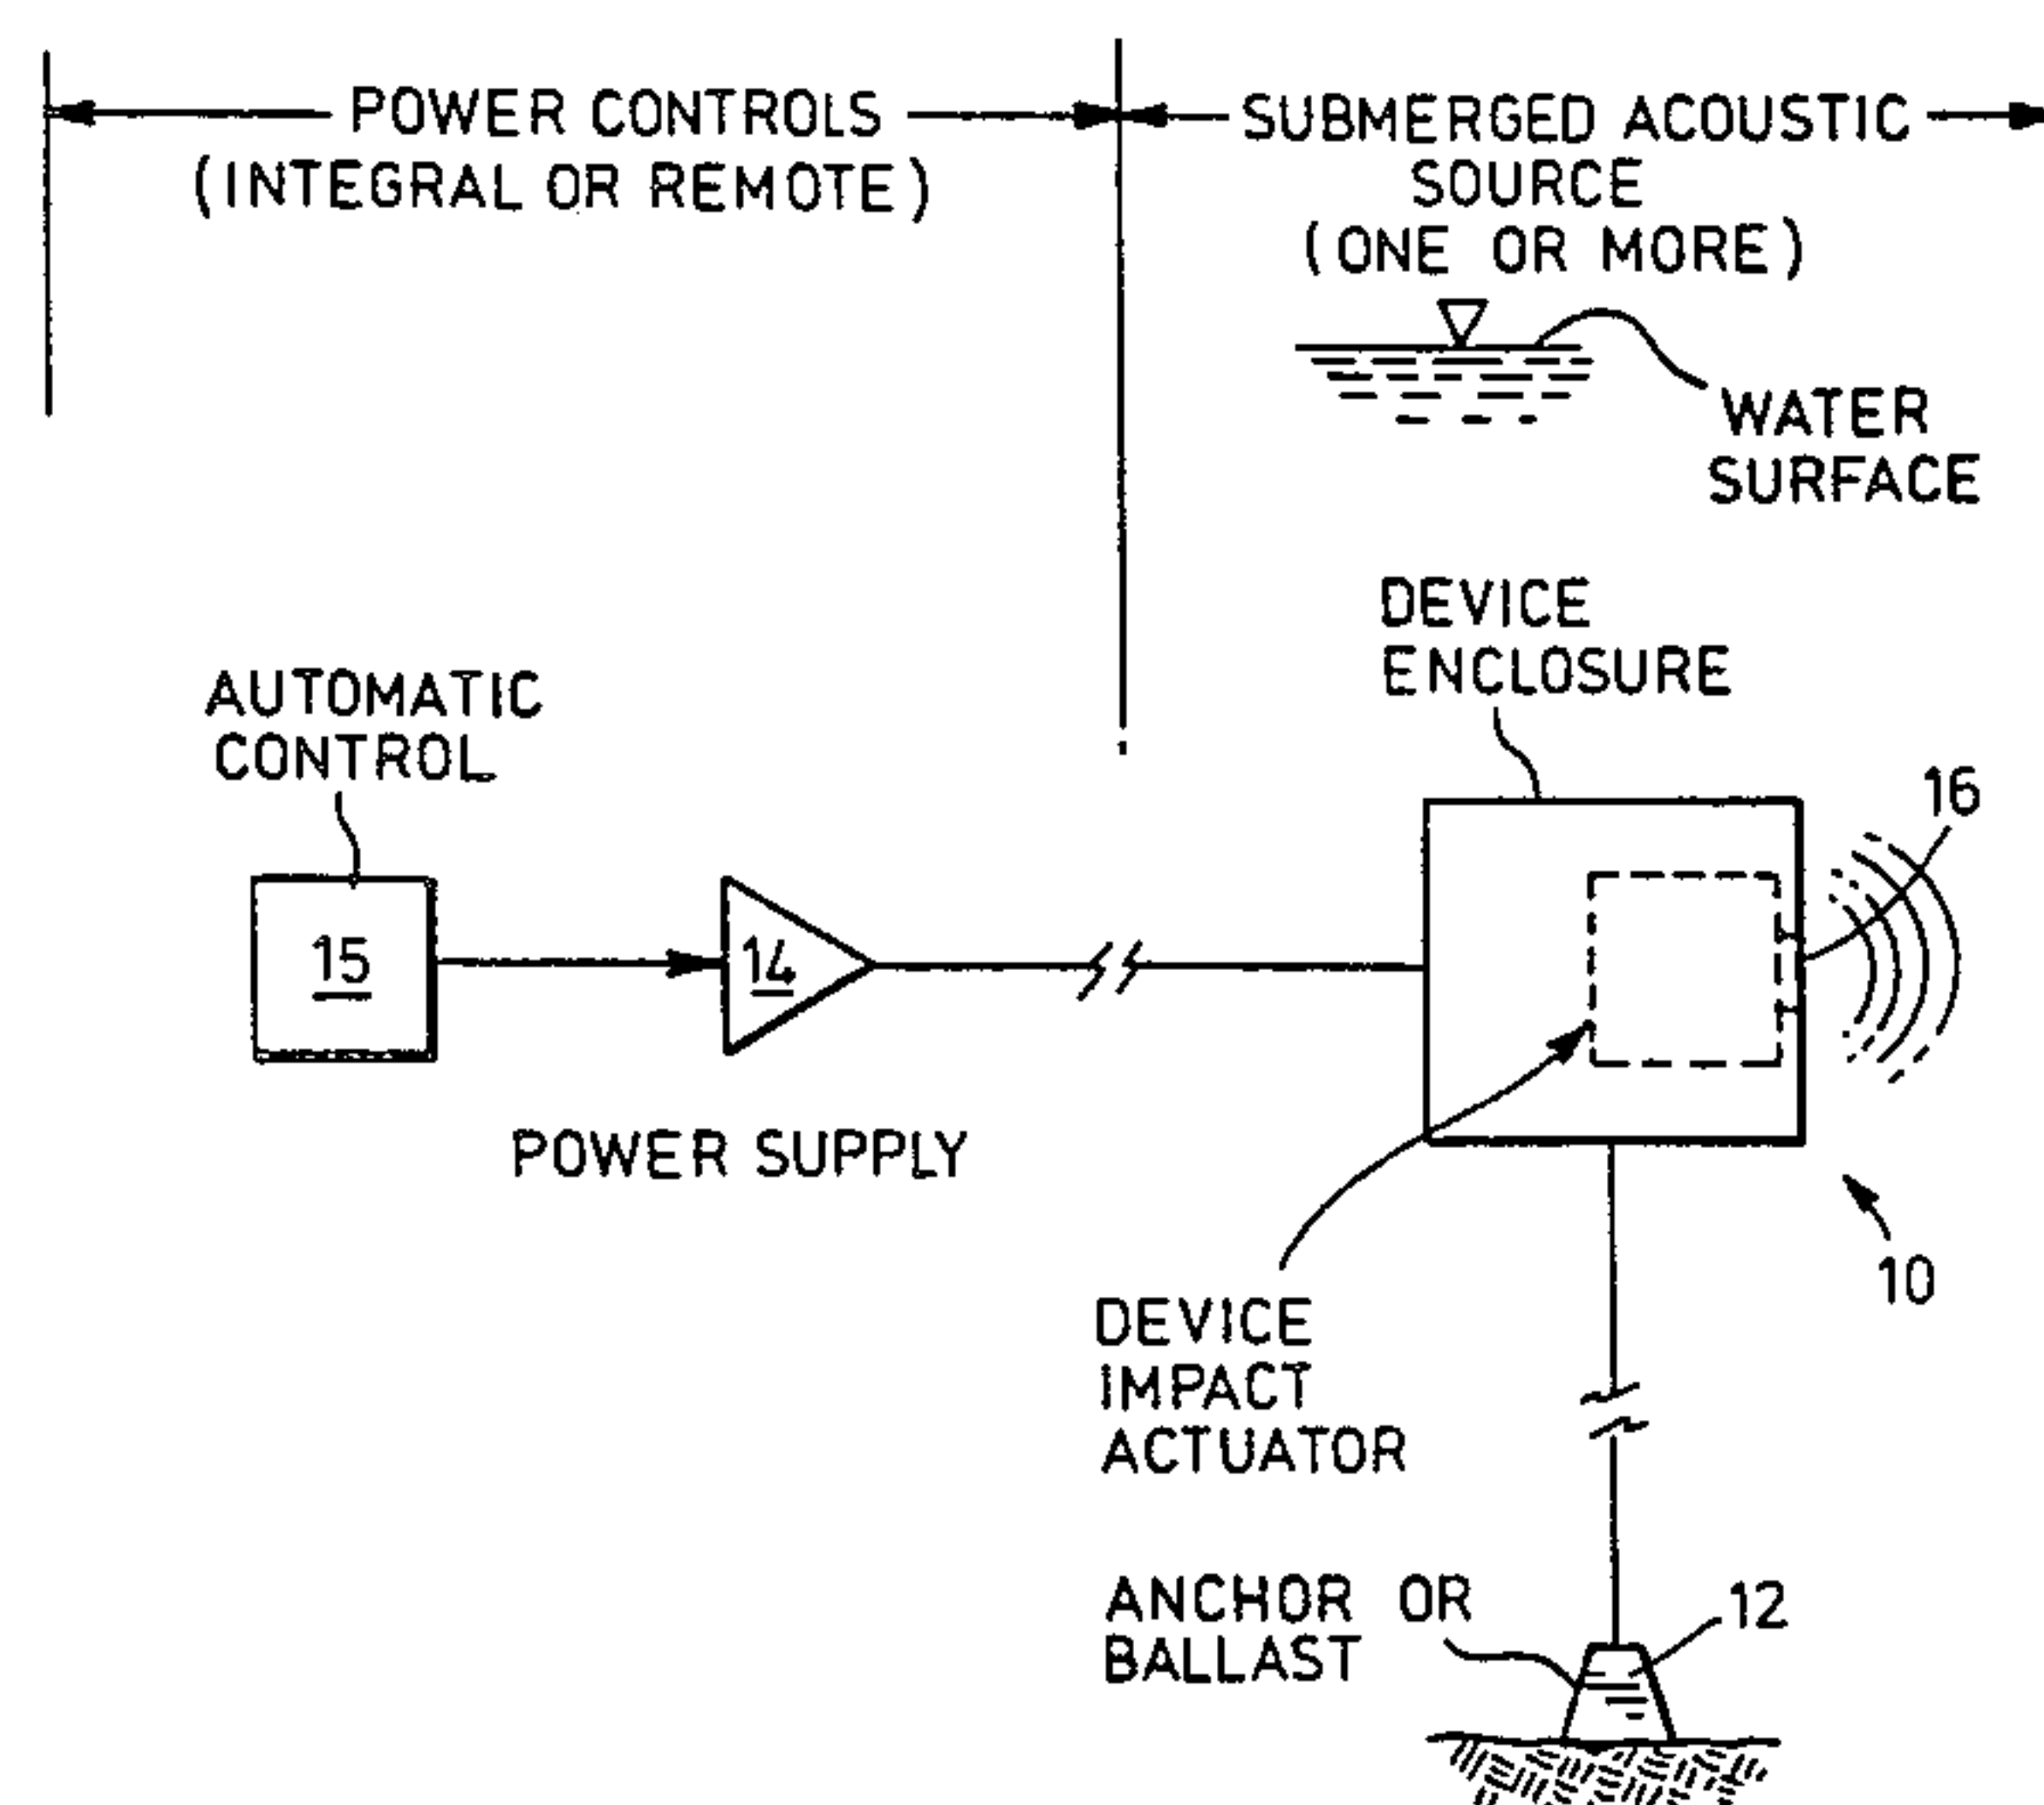 POWER CONTROLS
(INTEGRAL OR REMOTE)
SUBMERGED ACOUSTIC
SOURCE
(ONE OR MORE)
WATER
SURFACE
DEVICE
ENCLOSURE
AUTOMATIC
CONTROL
16
15
14
POWER SUPPLY
10
DEVICE
IMPACT
ACTUATOR
ANCHOR OR
BALLAST
12